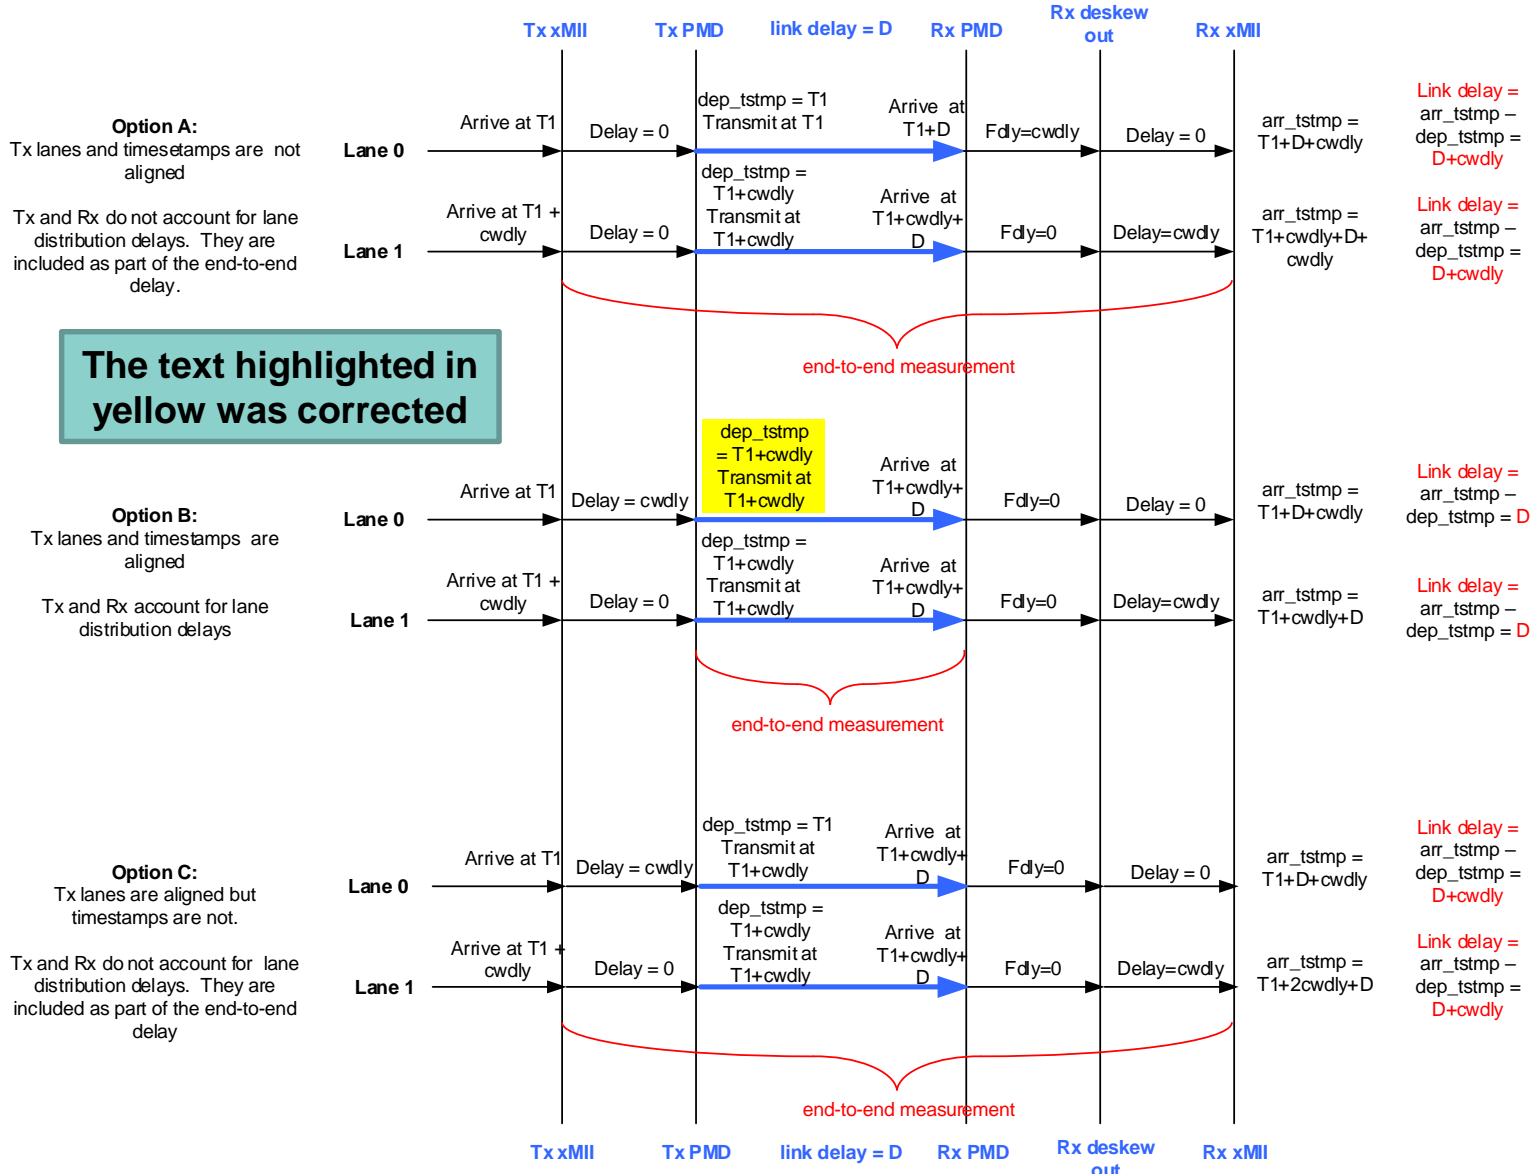 Tx xMII
Tx PMD
link delay = D
Rx PMD
Rx deskew
out
Rx xMII
Option A:
Tx lanes and timesetamps are not
aligned
Tx and Rx do not account for lane
distribution delays. They are
included as part of the end-to-end
delay.
Lane 0
Arrive at T1
Delay = 0
dep_tstmp = T1
Transmit at T1
Arrive at
T1+D
Fdly=cwdly
Delay = 0
arr_tstmp =
T1+D+cwdly
Link delay =
arr_tstmp –
dep_tstmp =
D+cwdly
Lane 1
Arrive at T1 +
cwdly
Delay = 0
dep_tstmp =
T1+cwdly
Transmit at
T1+cwdly
Arrive at
T1+cwdly+
D
Fdly=0
Delay=cwdly
arr_tstmp =
T1+cwdly+D+
cwdly
Link delay =
arr_tstmp –
dep_tstmp =
D+cwdly
end-to-end measurement
The text highlighted in
yellow was corrected
Option B:
Tx lanes and timestamps are
aligned
Tx and Rx account for lane
distribution delays
Lane 0
Arrive at T1
Delay = cwdly
dep_tstmp
= T1+cwdly
Transmit at
T1+cwdly
Arrive at
T1+cwdly+
D
Fdly=0
Delay = 0
arr_tstmp =
T1+D+cwdly
Link delay =
arr_tstmp –
dep_tstmp = D
Lane 1
Arrive at T1 +
cwdly
Delay = 0
dep_tstmp =
T1+cwdly
Transmit at
T1+cwdly
Arrive at
T1+cwdly+
D
Fdly=0
Delay=cwdly
arr_tstmp =
T1+cwdly+D
Link delay =
arr_tstmp –
dep_tstmp = D
end-to-end measurement
Option C:
Tx lanes are aligned but
timestamps are not.
Tx and Rx do not account for lane
distribution delays. They are
included as part of the end-to-end
delay
Lane 0
Arrive at T1
Delay = cwdly
dep_tstmp = T1
Transmit at
T1+cwdly
Arrive at
T1+cwdly+
D
Fdly=0
Delay = 0
arr_tstmp =
T1+D+cwdly
Link delay =
arr_tstmp –
dep_tstmp =
D+cwdly
Lane 1
Arrive at T1 +
cwdly
Delay = 0
dep_tstmp =
T1+cwdly
Transmit at
T1+cwdly
Arrive at
T1+cwdly+
D
Fdly=0
Delay=cwdly
arr_tstmp =
T1+2cwdly+D
Link delay =
arr_tstmp –
dep_tstmp =
D+cwdly
end-to-end measurement
Tx xMII
Tx PMD
link delay = D
Rx PMD
Rx deskew
out
Rx xMII